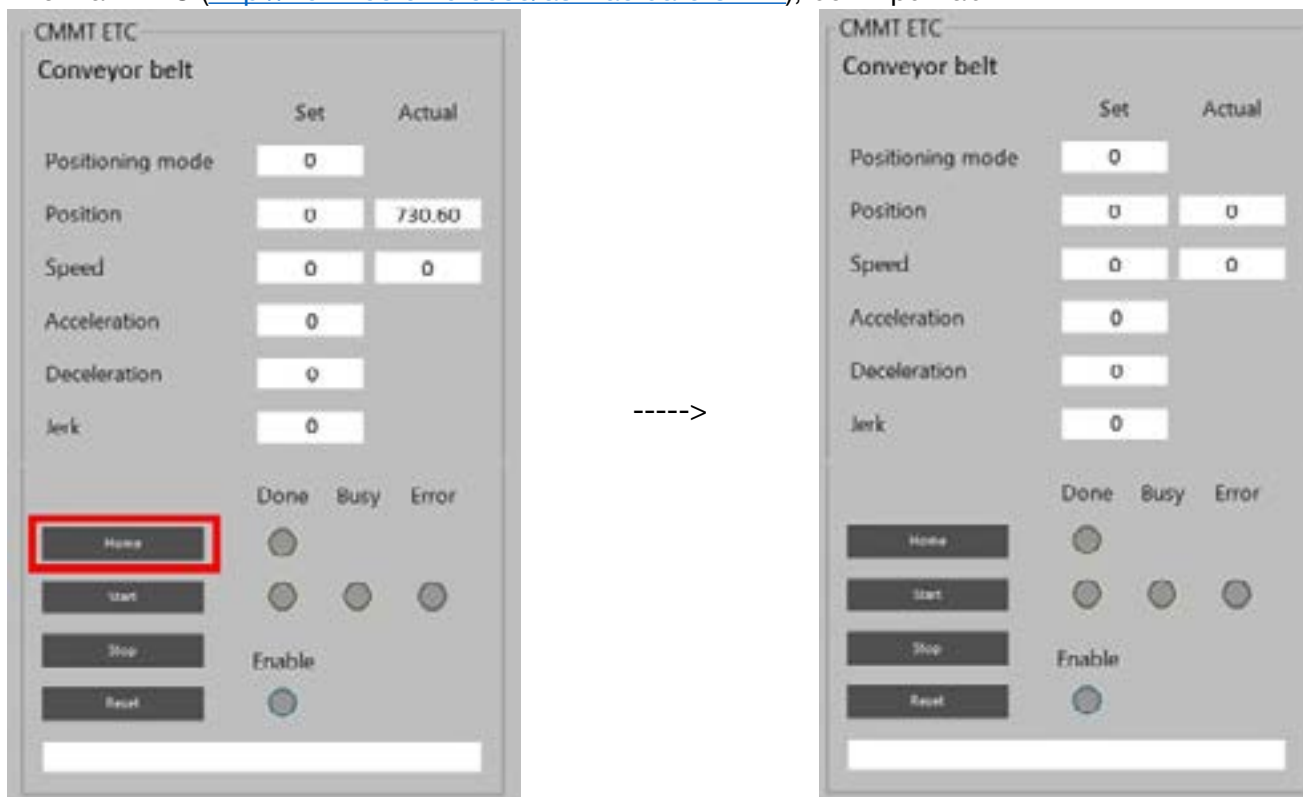 CMMT ETC
Conveyor belt
Set Actual
Positioning mode 0
Position 0 730.60
Speed 0 0
Acceleration 0
Deceleration 0
Jerk 0
Done Busy Error
Home
Start
Stop
Enable
Reset
----->
CMMT ETC
Conveyor belt
Set Actual
Positioning mode 0
Position 0 0
Speed 0 0
Acceleration 0
Deceleration 0
Jerk 0
Done Busy Error
Home
Start
Stop
Enable
Reset